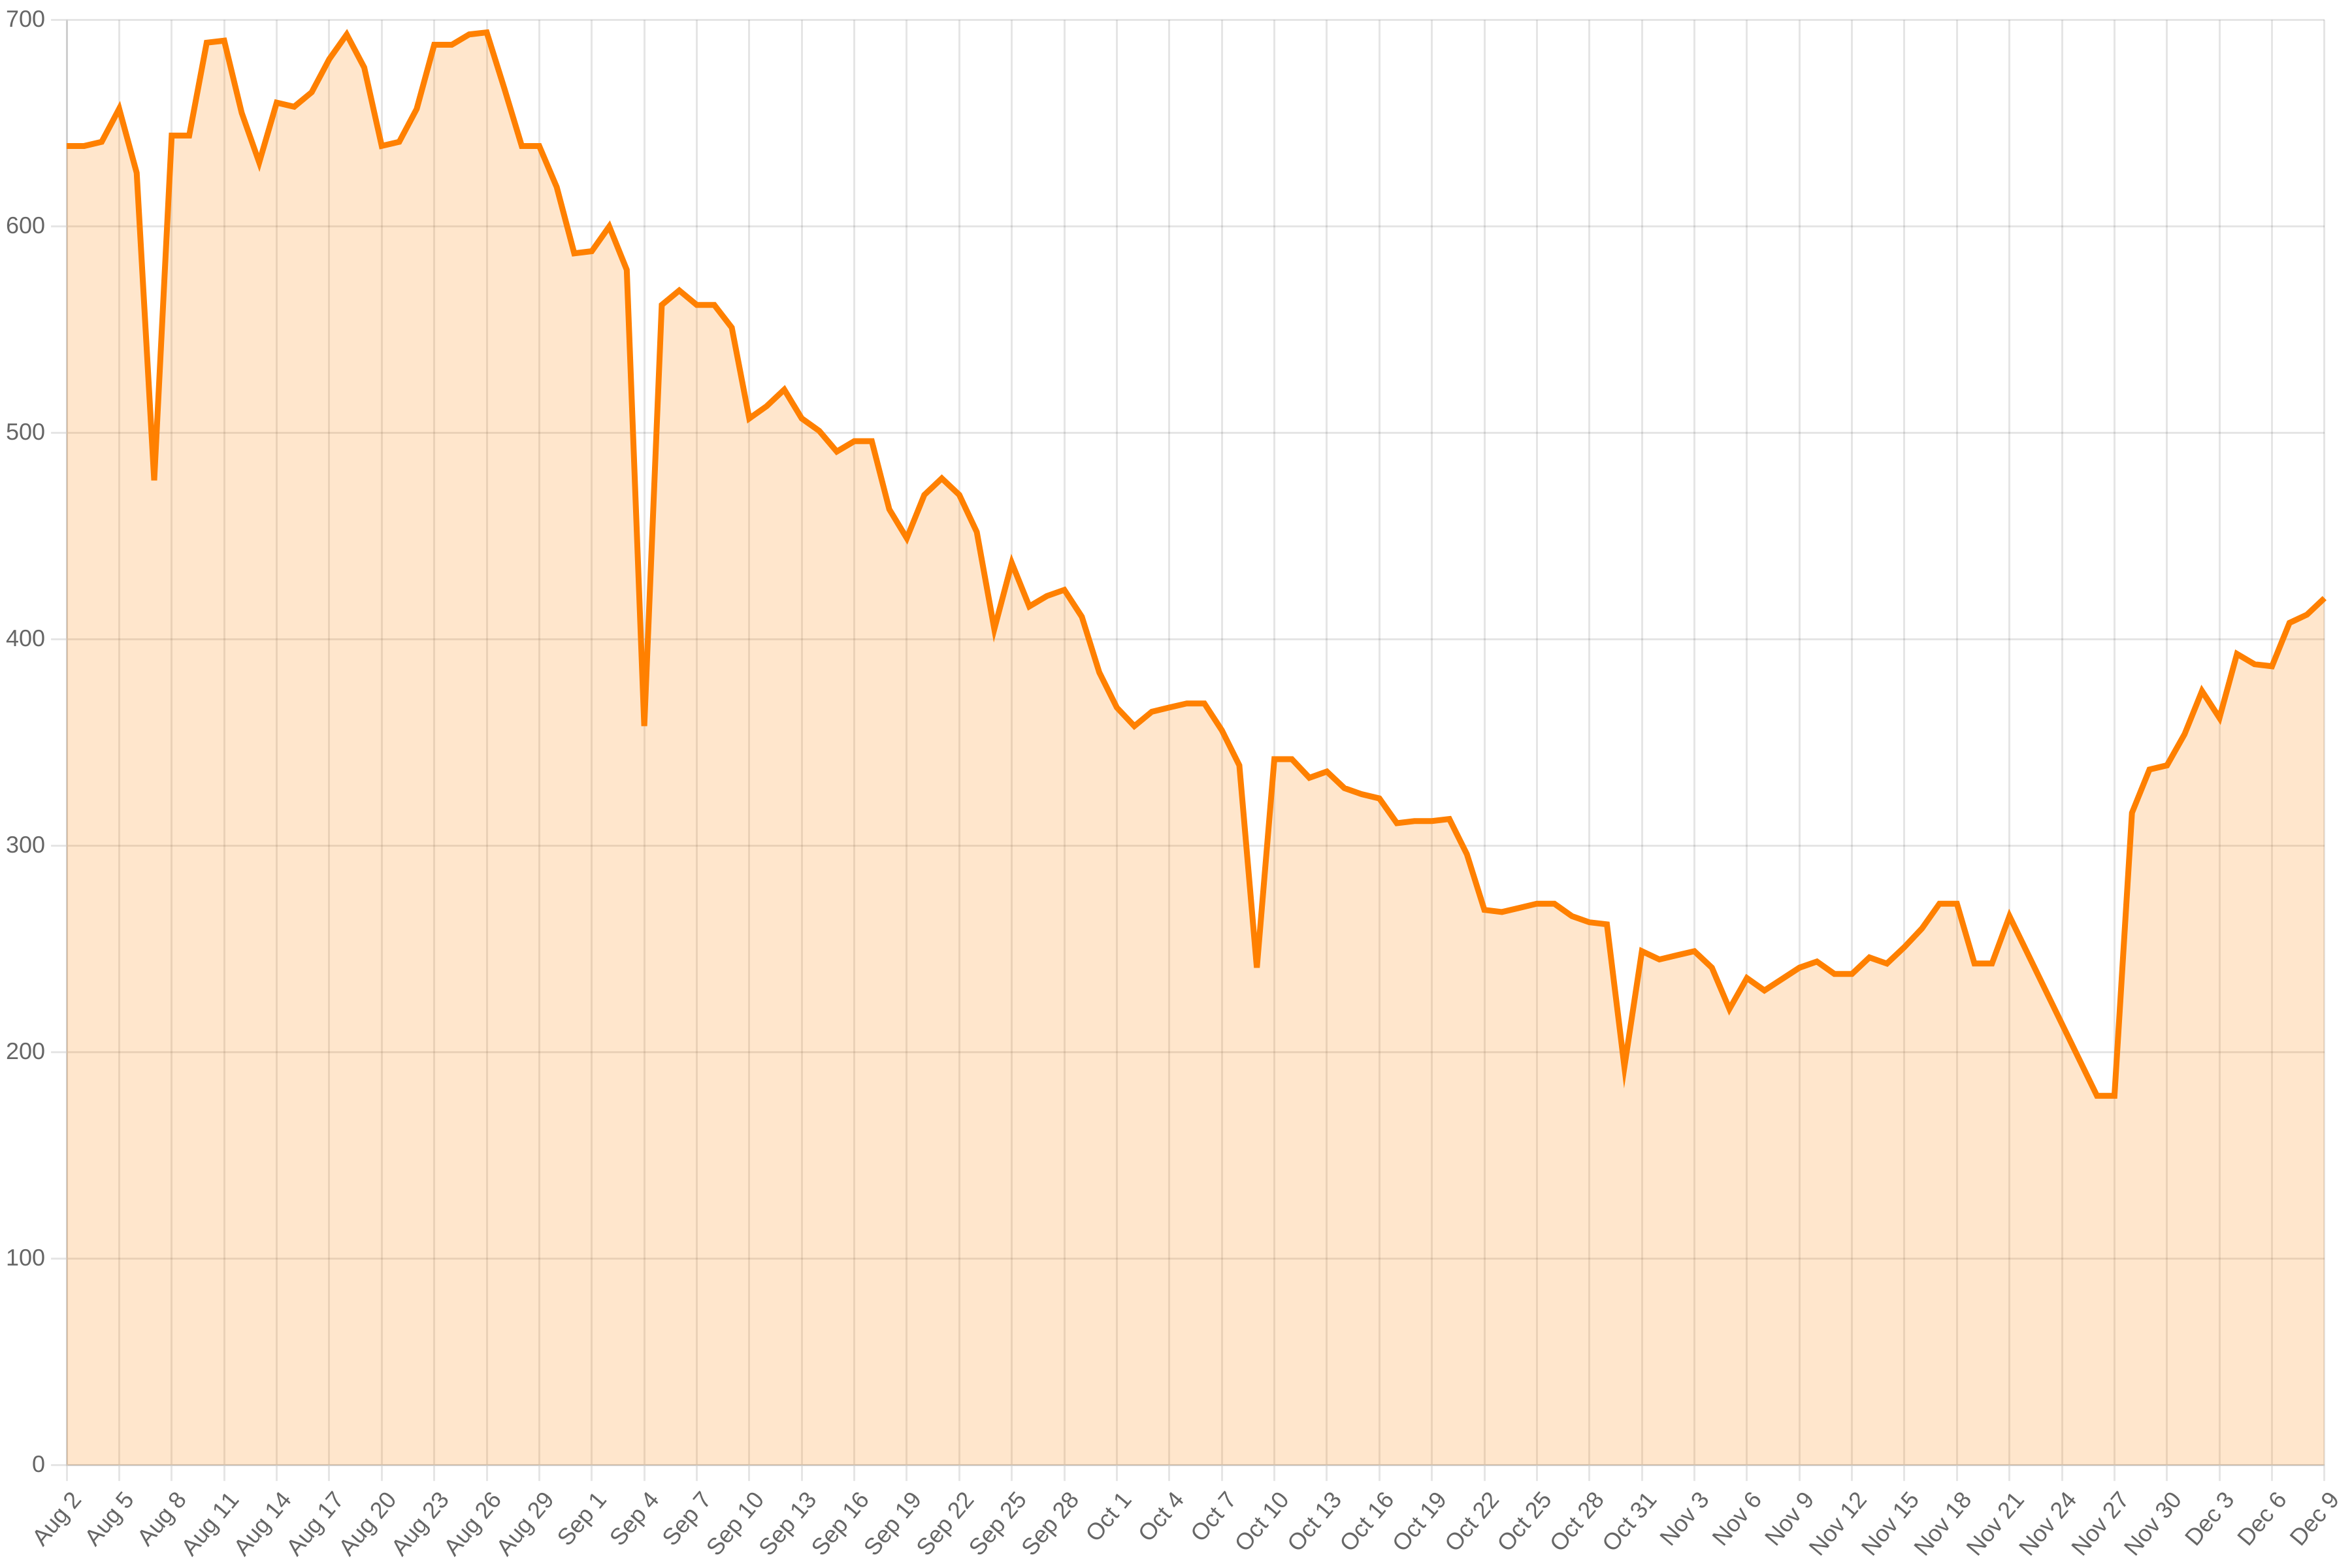 700
600
500
400
300
200
100
0
Aug 2
Aug 5
Aug 8
Aug 11
Aug 14
Aug 17
Aug 20
Aug 23
Aug 26
Aug 29
Sep 1
Sep 4
Sep 7
Sep 10
Sep 13
Sep 16
Sep 19
Sep 22
Sep 25
Sep 28
Oct 1
Oct 4
Oct 7
Oct 10
Oct 13
Oct 16
Oct 19
Oct 22
Oct 25
Oct 28
Oct 31
Nov 3
Nov 6
Nov 9
Nov 12
Nov 15
Nov 18
Nov 21
Nov 24
Nov 27
Nov 30
Dec 3
Dec 6
Dec 9